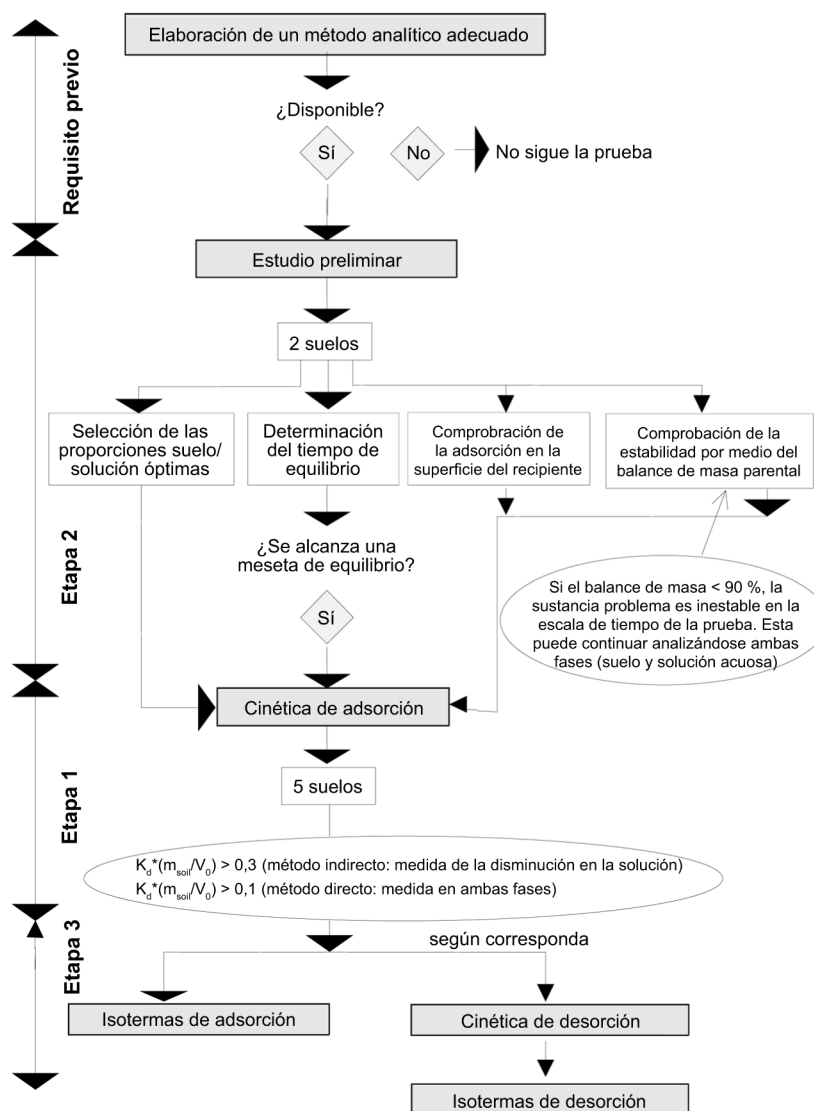 Elaboración de un método analítico adecuado
¿Disponible?
Sí
No
No sigue la prueba
Requisito previo
Estudio preliminar
2 suelos
Selección de las
proporciones suelo/
solución óptimas
Determinación
del tiempo de
equilibrio
Comprobración de
la adsorción en la
superficie del recipiente
Comprobación de la
estabilidad por medio del
balance de masa parental
¿Se alcanza una
meseta de equilibrio?
Sí
Si el balance de masa < 90 %, la
sustancia problema es inestable en la
escala de tiempo de la prueba. Esta
puede continuar analizándose ambas
fases (suelo y solución acuosa)
Etapa 2
Cinética de adsorción
5 suelos
Etapa 1
K_d*(m_soil/V_0) > 0,3 (método indirecto: medida de la disminución en la solución)
K_d*(m_soil/V_0) > 0,1 (método directo: medida en ambas fases)
Etapa 3
según corresponda
Isotermas de adsorción
Cinética de desorción
Isotermas de desorción